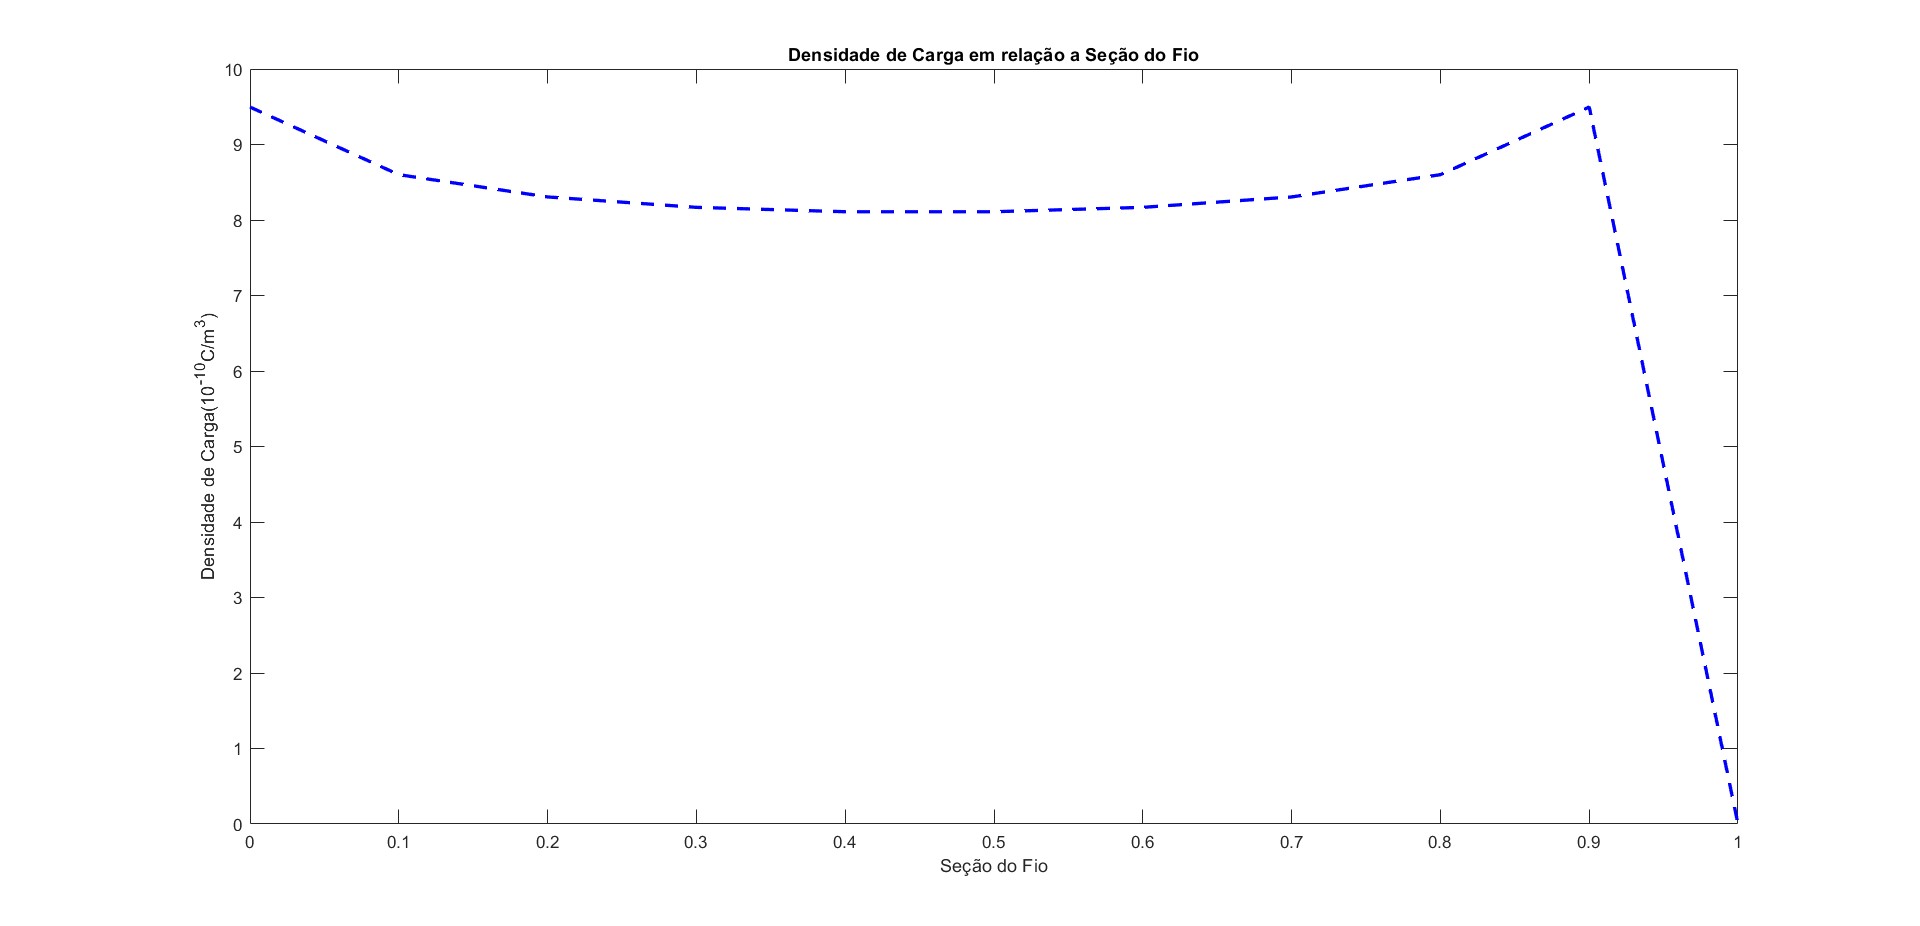 Densidade de Carga em relação a Seção do Fio
10
9
8
7
6
5
4
3
2
1
0
Densidade de Carga(10^-10C/m^3)
0 0.1 0.2 0.3 0.4 0.5 0.6 0.7 0.8 0.9 1
Seção do Fio